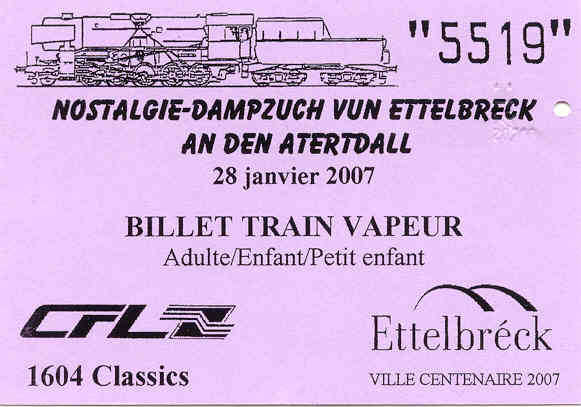 "5519"
NOSTALGIE-DAMPZUCH VUN ETTELBRECK
AN DEN ATERTDALL
28 janvier 2007
BILLET TRAIN VAPEUR
Adulte/Enfant/Petit enfant
CFL
1604 Classics
Ettelbréck
VILLE CENTENAIRE 2007